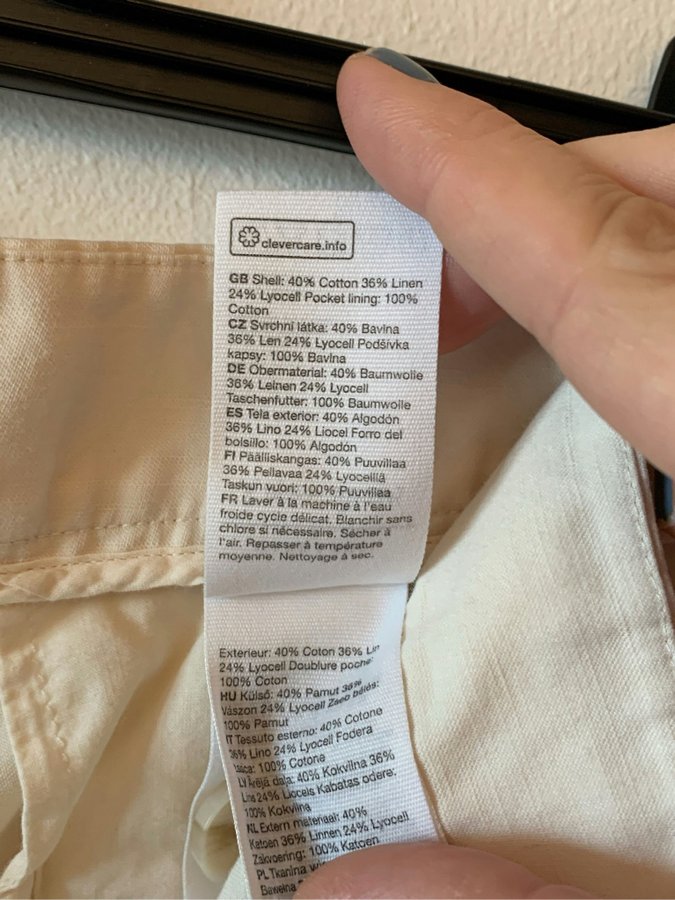 clevercare.info
GB Shell: 40% Cotton 36% Linen
24% Lyocell Pocket lining: 100%
Cotton
CZ Svrchní látka: 40% Bavlna
36% Len 24% Lyocell Podšívka
kapsy: 100% Bavlna
DE Obermaterial: 40% Baumwolle
36% Leinen 24% Lyocell
Taschenfutter: 100% Baumwolle
ES Tela exterior: 40% Algodón
36% Lino 24% Liocel Forro del
bolsillo: 100% Algodón
FI Päälliskangas: 40% Puuvillaa
36% Pellavaa 24% Lyocelliä
Taskun vuori: 100% Puuvillaa
FR Laver à la machine à l'eau
froide cycle délicat. Blanchir sans
chlore si nécessaire. Sécher à
l'air. Repasser à température
moyenne. Nettoyage à sec.
Exterieur: 40% Coton 36%
24% Lyocell Doublure poche:
100% Coton
HU Külső: 40% Pamut 36%
Vászon 24% Lyocell Zseb bélés:
100% Pamut
IT Tessuto esterno: 40% Cotone
36% Lino 24% Lyocell Fodera
100% Cotone
LV Ārējā daļa: 40% Kokvilna 36%
Lins 24% Liocels Kabatas odere:
100% Kokvilna
NL Extern materiaal: 40%
Katoen 36% Linnen 24% Lyocell
Zakvoering: 100% Katoen
PL Tkanina
Bawełna